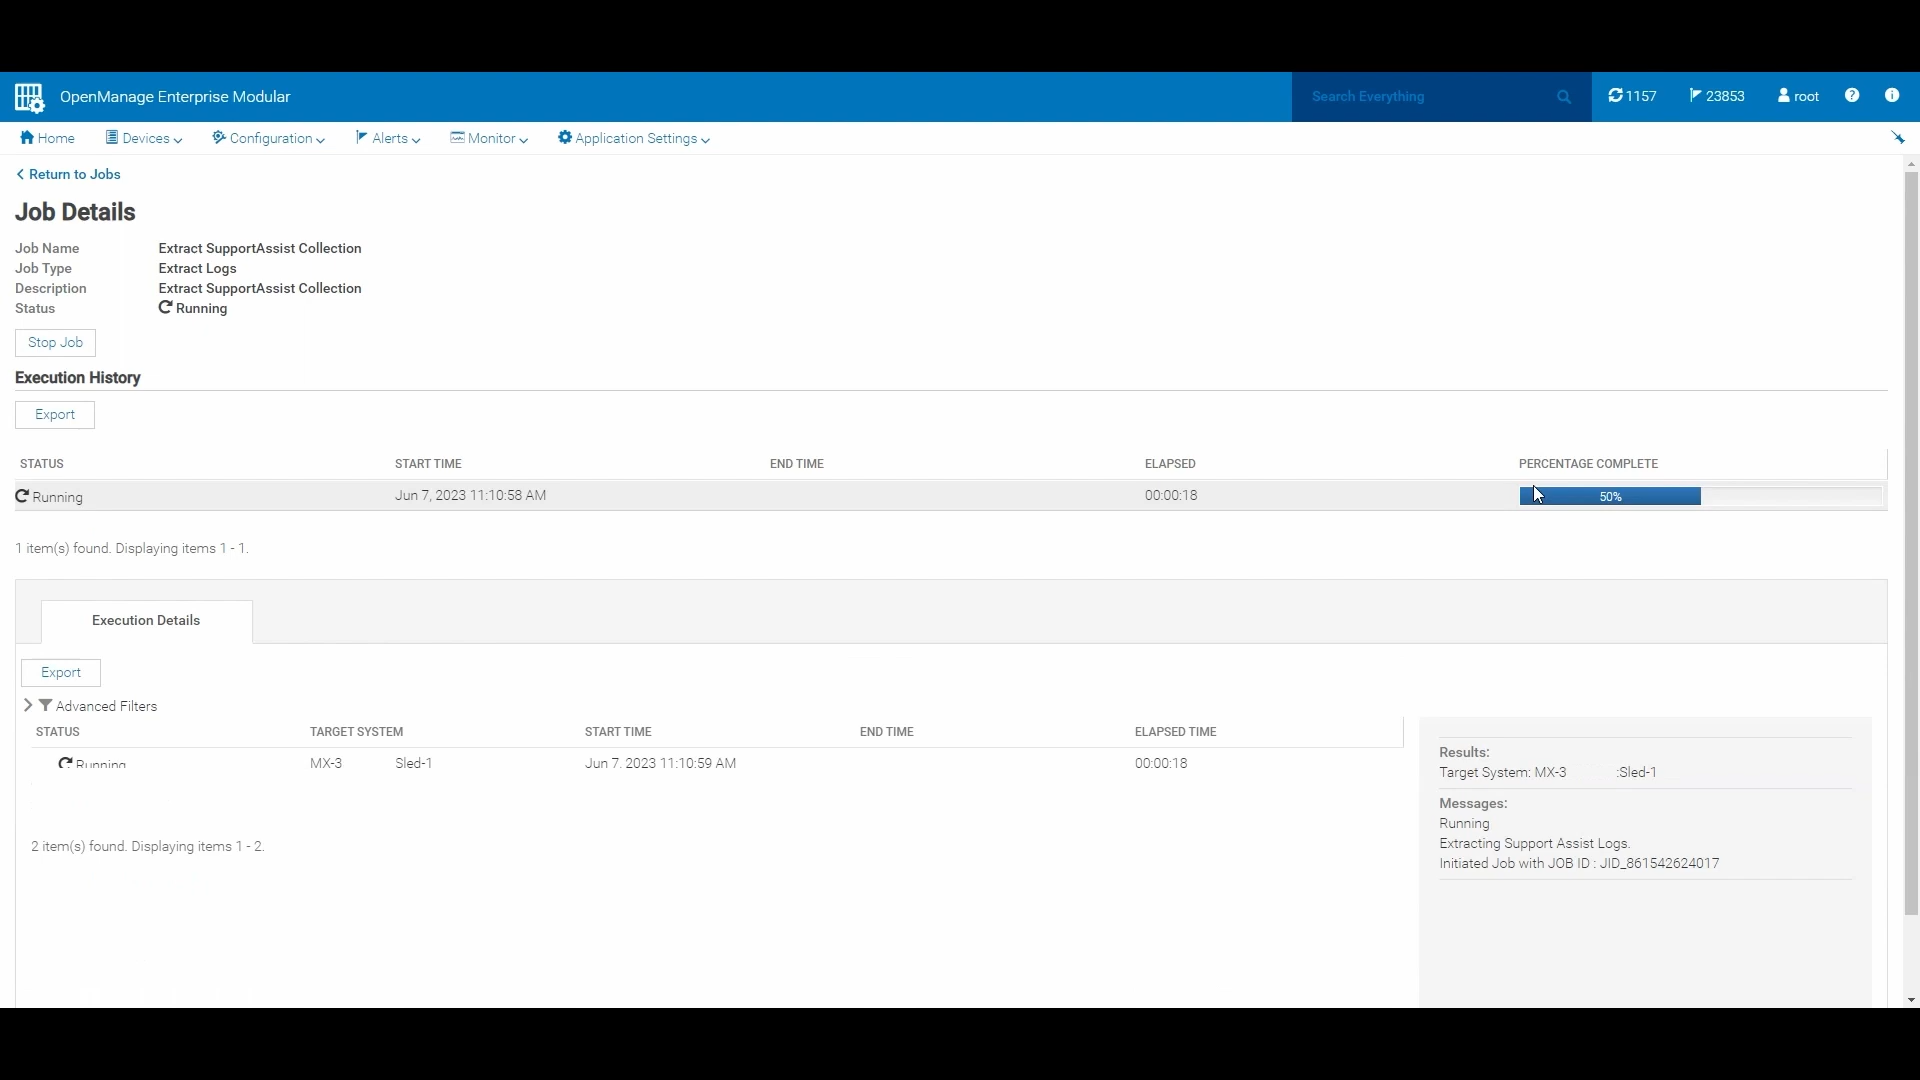 OpenManage Enterprise Modular
Search Everything
1157
23853
root
Home
Devices
Configuration
Alerts
Monitor
Application Settings
Return to Jobs
Job Details
Job Name Extract SupportAssist Collection
Job Type Extract Logs
Description Extract SupportAssist Collection
Status Running
Stop Job
Execution History
Export
STATUS START TIME END TIME ELAPSED PERCENTAGE COMPLETE
Running Jun 7, 2023 11:10:58 AM 00:00:18 50%
1 item(s) found. Displaying items 1 - 1.
Execution Details
Export
Advanced Filters
STATUS TARGET SYSTEM START TIME END TIME ELAPSED TIME
Running MX-3 Sled-1 Jun 7, 2023 11:10:59 AM 00:00:18
2 item(s) found. Displaying items 1 - 2.
Results:
Target System: MX-3 :Sled-1
Messages:
Running
Extracting Support Assist Logs.
Initiated Job with JOB ID : JID_861542624017